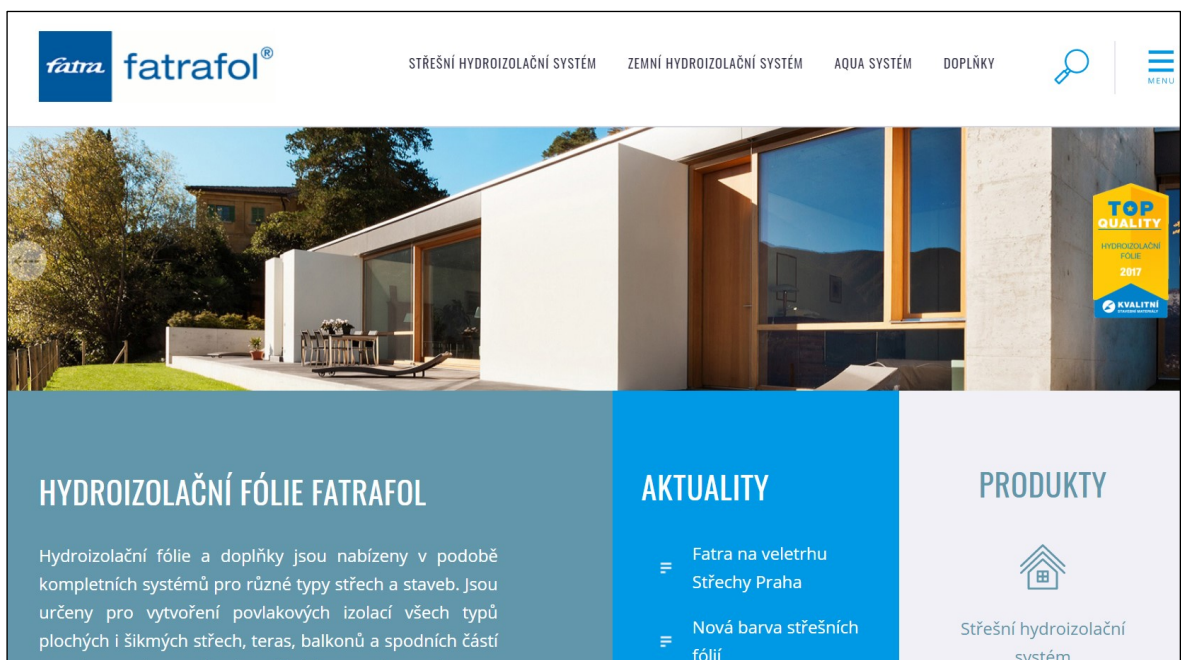 fatra fatrafol®
STŘEŠNÍ HYDROIZOLAČNÍ SYSTÉM
ZEMNÍ HYDROIZOLAČNÍ SYSTÉM
AQUA SYSTÉM
DOPLŇKY
MENU
TOP
QUALITY
HYDROIZOLAČNÍ
FÓLIE
2017
KVALITNÍ
STAVEBNÍ MATERIÁLY
HYDROIZOLAČNÍ FÓLIE FATRAFOL
Hydroizolační fólie a doplňky jsou nabízeny v podobě
kompletních systémů pro různé typy střech a staveb. Jsou
určeny pro vytvoření povlakových izolací všech typů
plochých i šikmých střech, teras, balkonů a spodních částí
AKTUALITY
Fatra na veletrhu
Střechy Praha
Nová barva střešních
fólií
PRODUKTY
Střešní hydroizolační
systém